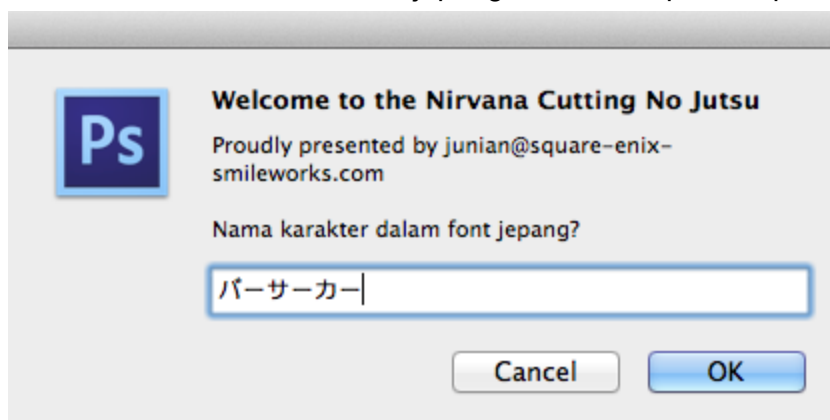 Ps
Welcome to the Nirvana Cutting No Jutsu
Proudly presented by junian@square-enix-
smileworks.com
Nama karakter dalam font jepang?
バーサーカー
Cancel OK